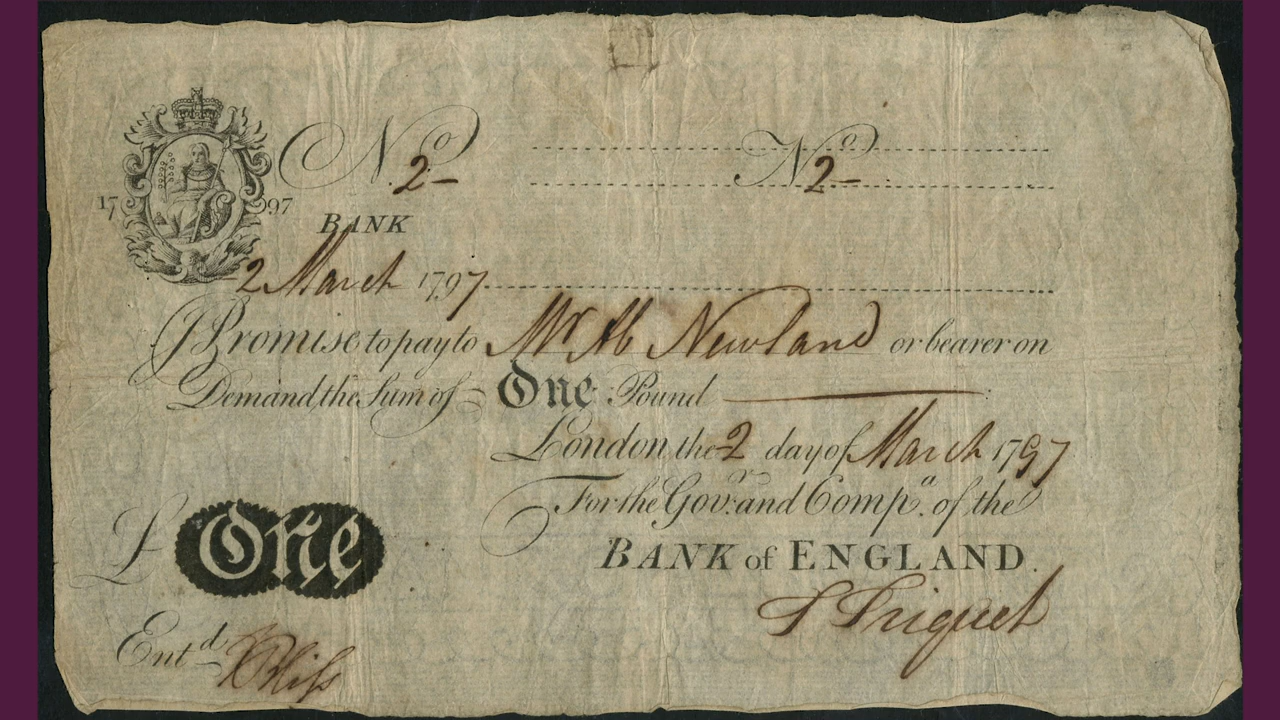 No 2– No 2–
17 97
BANK
2 March 1797
I Promise to pay to Mr Ab Newland or bearer on
Demand the Sum of One Pound
London the 2 day of March 1797
For the Govr: and Compa. of the
BANK of ENGLAND.
£ One
Entd